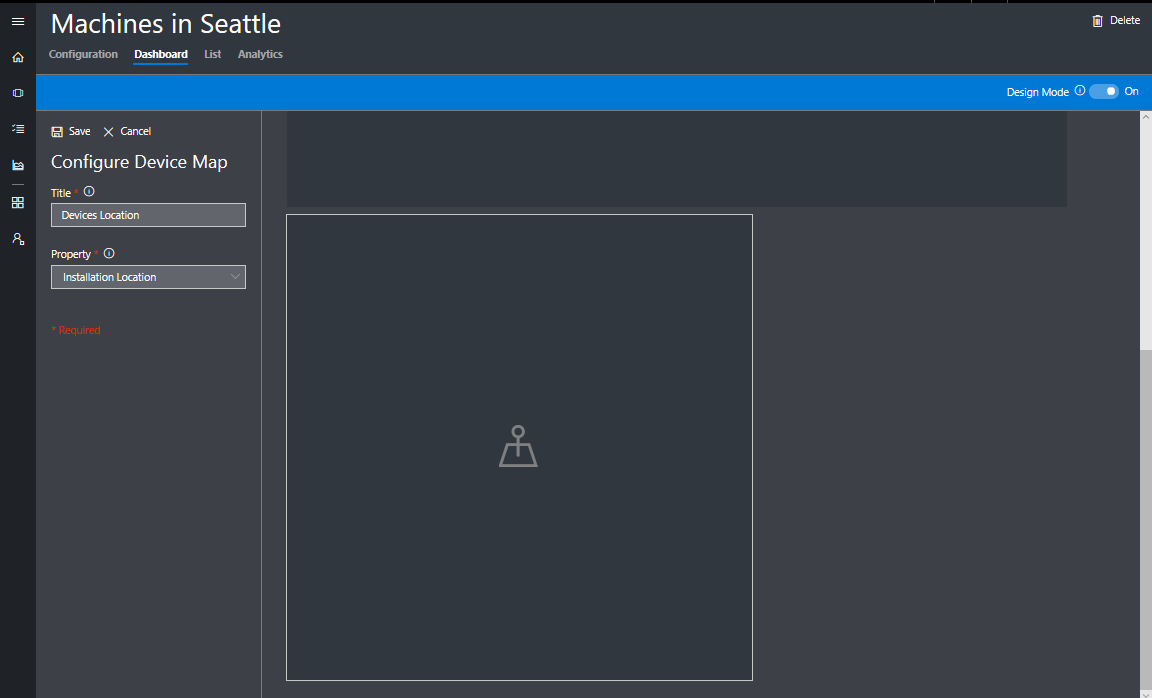 Machines in Seattle
Delete
Configuration Dashboard List Analytics
Design Mode On
Save Cancel
Configure Device Map
Title *
Devices Location
Property *
Installation Location
* Required